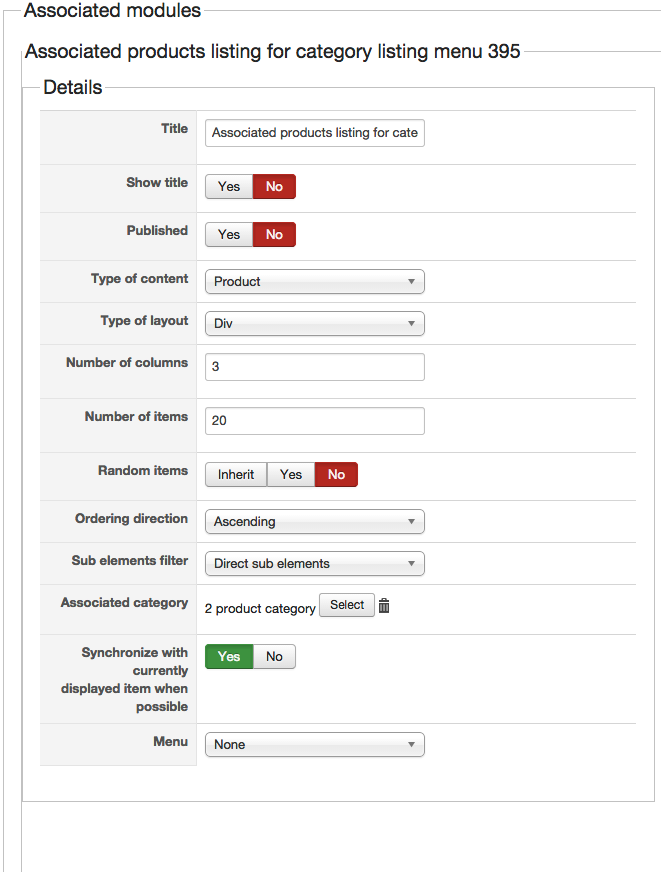 Associated modules
Associated products listing for category listing menu 395
Details
Title
Associated products listing for cate
Show title
Yes No
Published
Yes No
Type of content
Product
Type of layout
Div
Number of columns
3
Number of items
20
Random items
Inherit Yes No
Ordering direction
Ascending
Sub elements filter
Direct sub elements
Associated category
2 product category Select
Synchronize with
currently
displayed item when
possible
Yes No
Menu
None